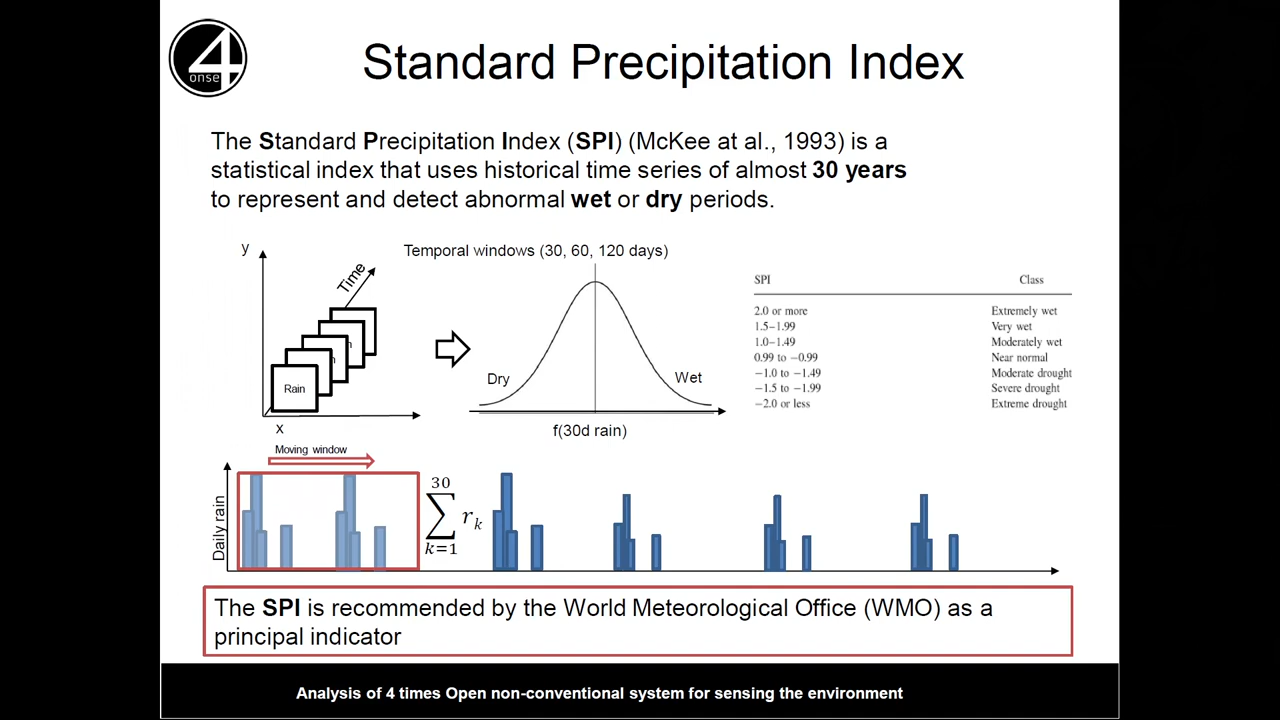 4
onse
Standard Precipitation Index
The Standard Precipitation Index (SPI) (McKee at al., 1993) is a
statistical index that uses historical time series of almost 30 years
to represent and detect abnormal wet or dry periods.
y
Time
Rain
x
Temporal windows (30, 60, 120 days)
Dry
Wet
f(30d rain)
SPI Class
2.0 or more Extremely wet
1.5–1.99 Very wet
1.0–1.49 Moderately wet
0.99 to −0.99 Near normal
−1.0 to −1.49 Moderate drought
−1.5 to −1.99 Severe drought
−2.0 or less Extreme drought
Moving window
Daily rain
30
∑ rₖ
k=1
The SPI is recommended by the World Meteorological Office (WMO) as a
principal indicator
Analysis of 4 times Open non-conventional system for sensing the environment